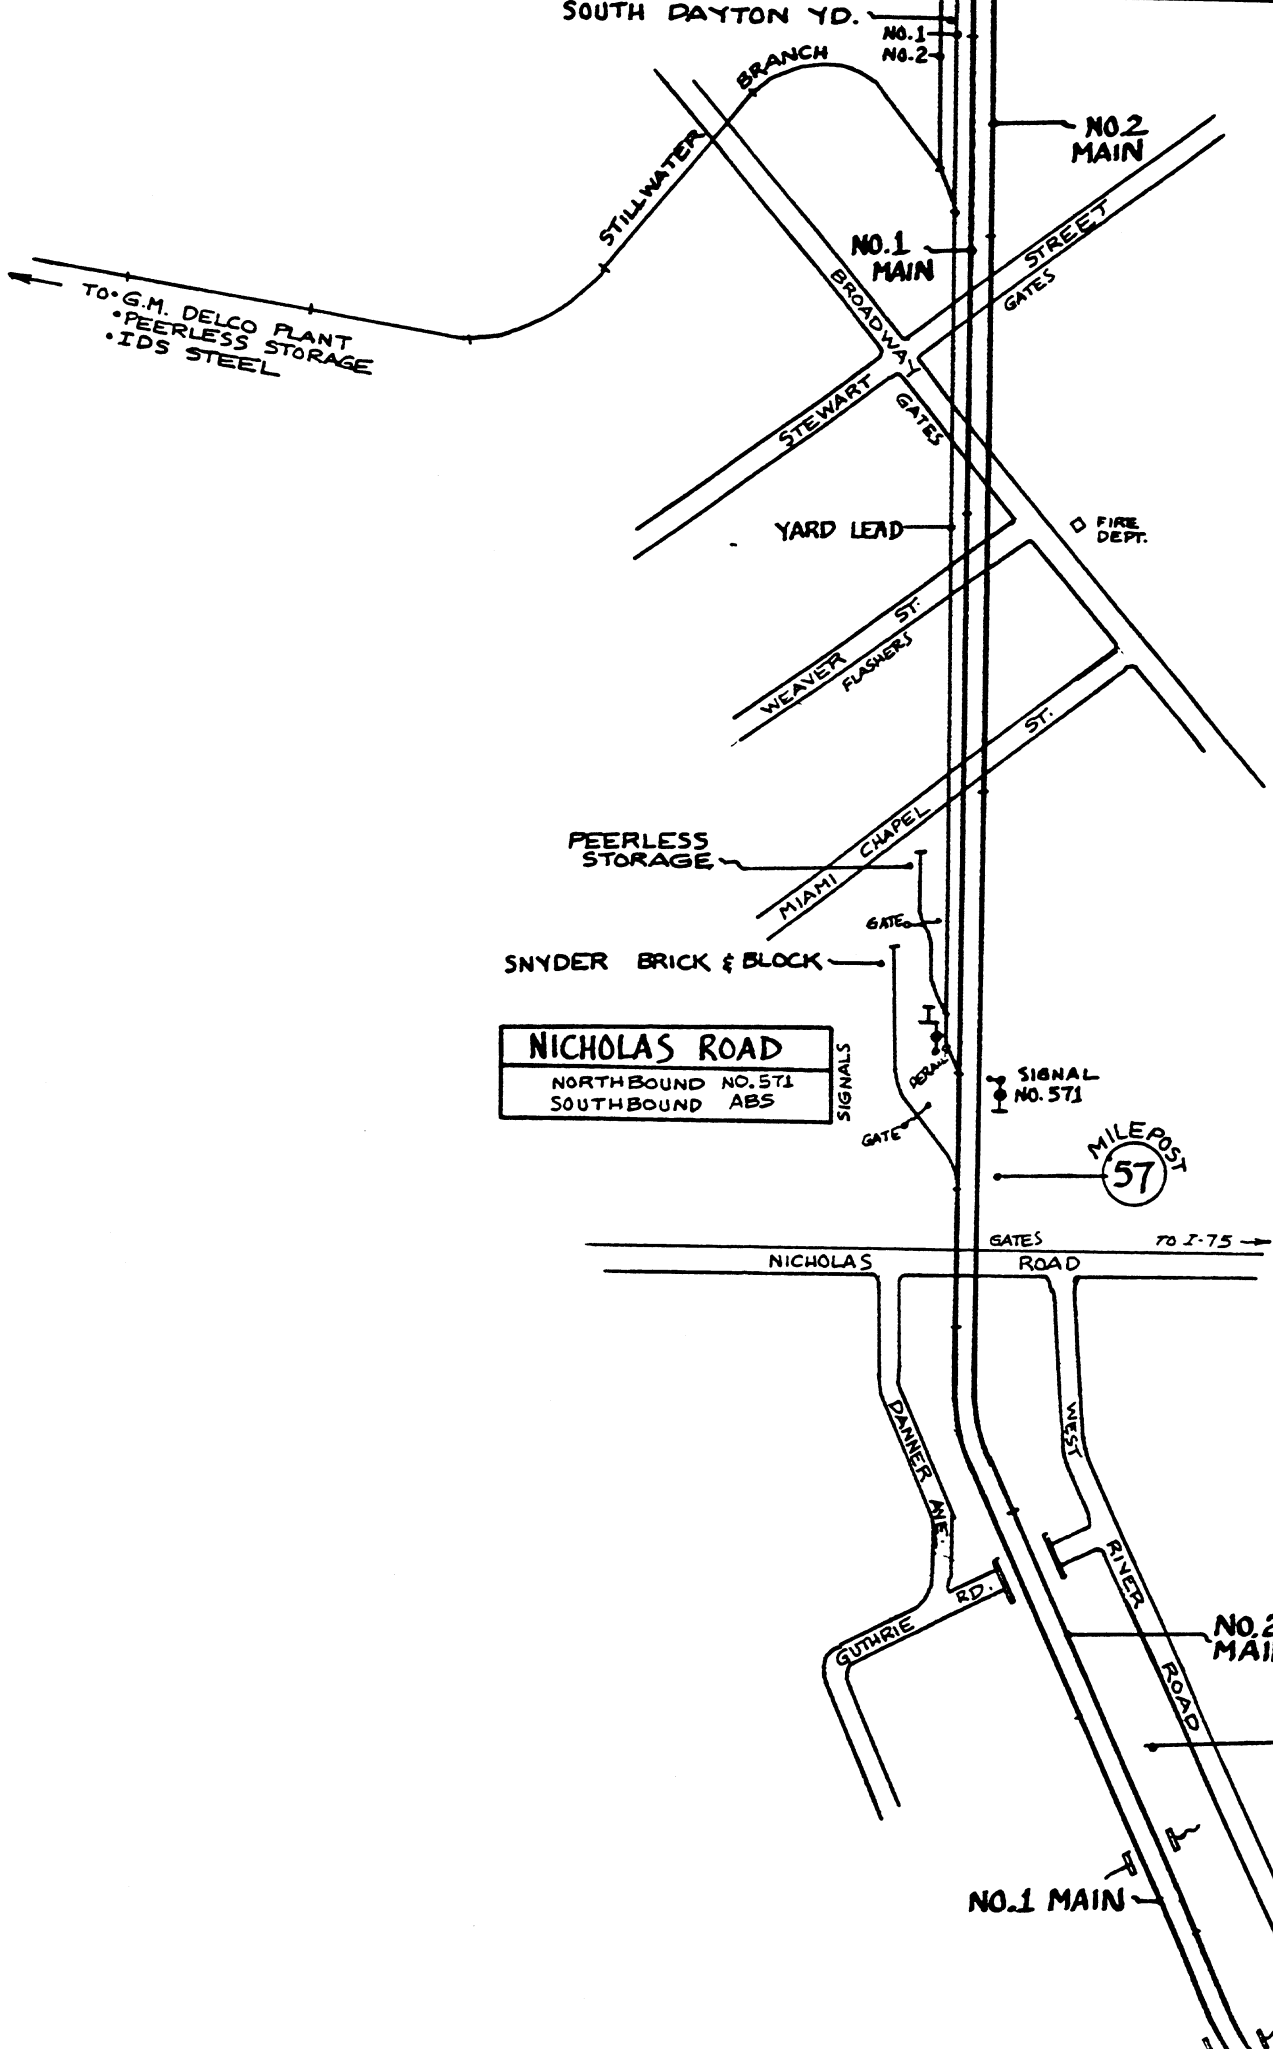 SOUTH DAYTON YD.
NO.1
NO.2
BRANCH
STILLWATER
NO.2
MAIN
NO.1
MAIN
STREET
GATES
BROADWAY
GATES
STEWART
TO• G.M. DELCO PLANT
•PEERLESS STORAGE
•IDS STEEL
YARD LEAD
FIRE
DEPT.
WEAVER ST.
FLASHERS
MIAMI CHAPEL ST.
PEERLESS
STORAGE
GATE
SNYDER BRICK & BLOCK
NICHOLAS ROAD
NORTHBOUND NO.571
SOUTHBOUND ABS
SIGNALS
DERAIL
SIGNAL
NO.571
GATE
MILEPOST
57
GATES
TO I-75
NICHOLAS ROAD
DANNER AVE.
WEST RIVER ROAD
GUTHRIE RD.
NO.2
MAI
NO.1 MAIN